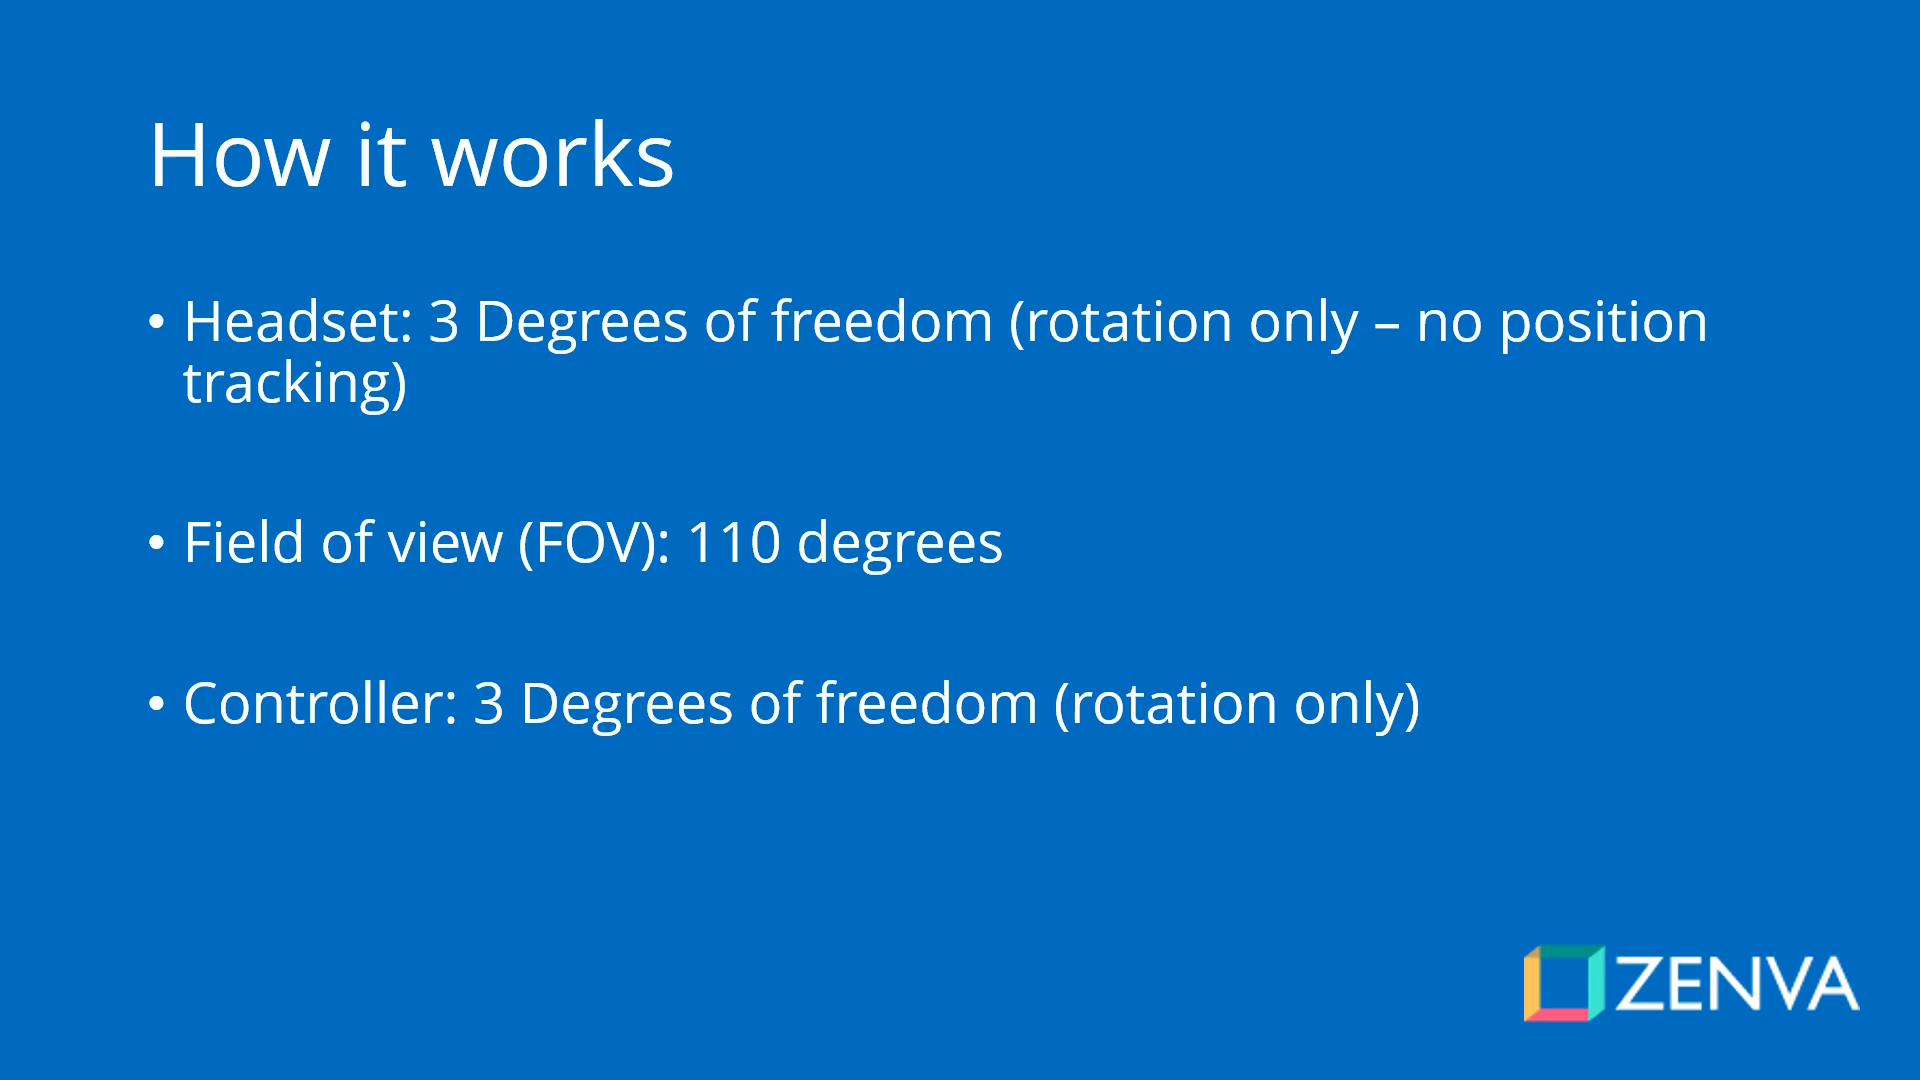 How it works
• Headset: 3 Degrees of freedom (rotation only – no position
tracking)
• Field of view (FOV): 110 degrees
• Controller: 3 Degrees of freedom (rotation only)
ZENVA